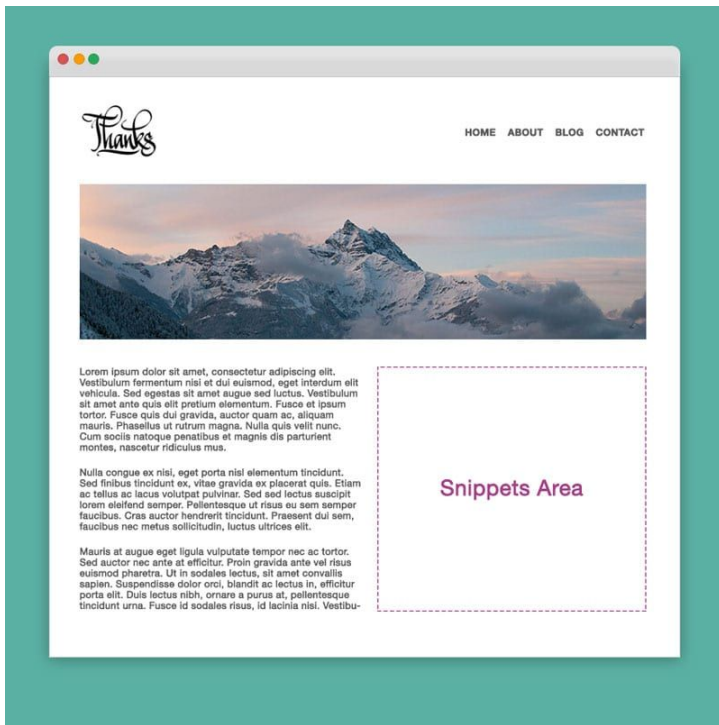 Thanks
HOME ABOUT BLOG CONTACT
Lorem ipsum dolor sit amet, consectetur adipiscing elit.
Vestibulum fermentum nisi et dui euismod, eget interdum elit
vehicula. Sed egestas sit amet augue sed luctus. Vestibulum
sit amet ante quis elit pretium elementum. Fusce et ipsum
tortor. Fusce quis dui gravida, auctor quam ac, aliquam
mauris. Phasellus ut rutrum magna. Nulla quis velit nunc.
Cum sociis natoque penatibus et magnis dis parturient
montes, nascetur ridiculus mus.
Nulla congue ex nisi, eget porta nisl elementum tincidunt.
Sed finibus tincidunt ex, vitae gravida ex placerat quis. Etiam
ac tellus ac lacus volutpat pulvinar. Sed sed lectus suscipit
lorem eleifend semper. Pellentesque ut risus eu sem semper
faucibus. Cras auctor hendrerit tincidunt. Praesent dui sem,
faucibus nec metus sollicitudin, luctus ultrices elit.
Mauris at augue eget ligula vulputate tempor nec ac tortor.
Sed auctor nec ante at efficitur. Proin gravida ante vel risus
euismod pharetra. Ut in sodales lectus, sit amet convallis
sapien. Suspendisse dolor orci, blandit ac lectus in, efficitur
porta elit. Duis lectus nibh, ornare a purus at, pellentesque
tincidunt urna. Fusce id sodales risus, id lacinia nisi. Vestibu-
Snippets Area